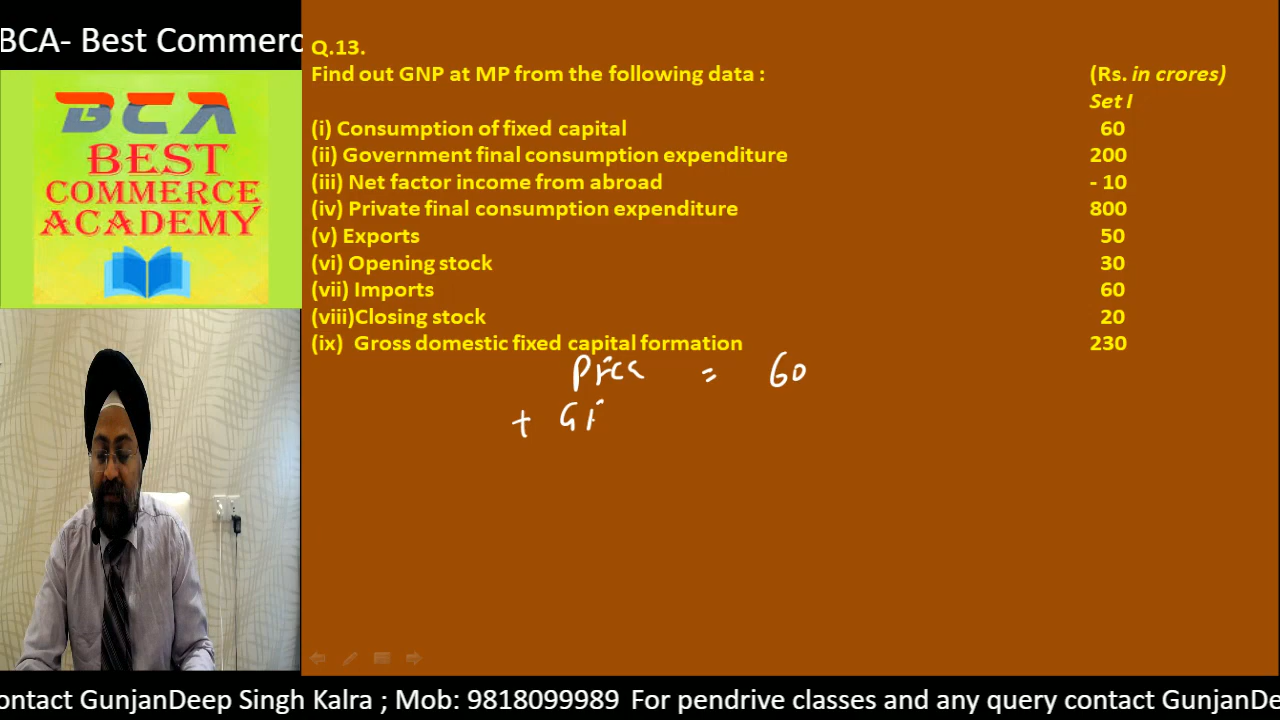 BCA- Best Commerc
BCA
BEST
COMMERCE
ACADEMY
Q.13.
Find out GNP at MP from the following data : (Rs. in crores)
Set I
(i) Consumption of fixed capital 60
(ii) Government final consumption expenditure 200
(iii) Net factor income from abroad - 10
(iv) Private final consumption expenditure 800
(v) Exports 50
(vi) Opening stock 30
(vii) Imports 60
(viii)Closing stock 20
(ix) Gross domestic fixed capital formation 230
= 60
+ GF
ontact GunjanDeep Singh Kalra ; Mob: 9818099989 For pendrive classes and any query contact GunjanDe